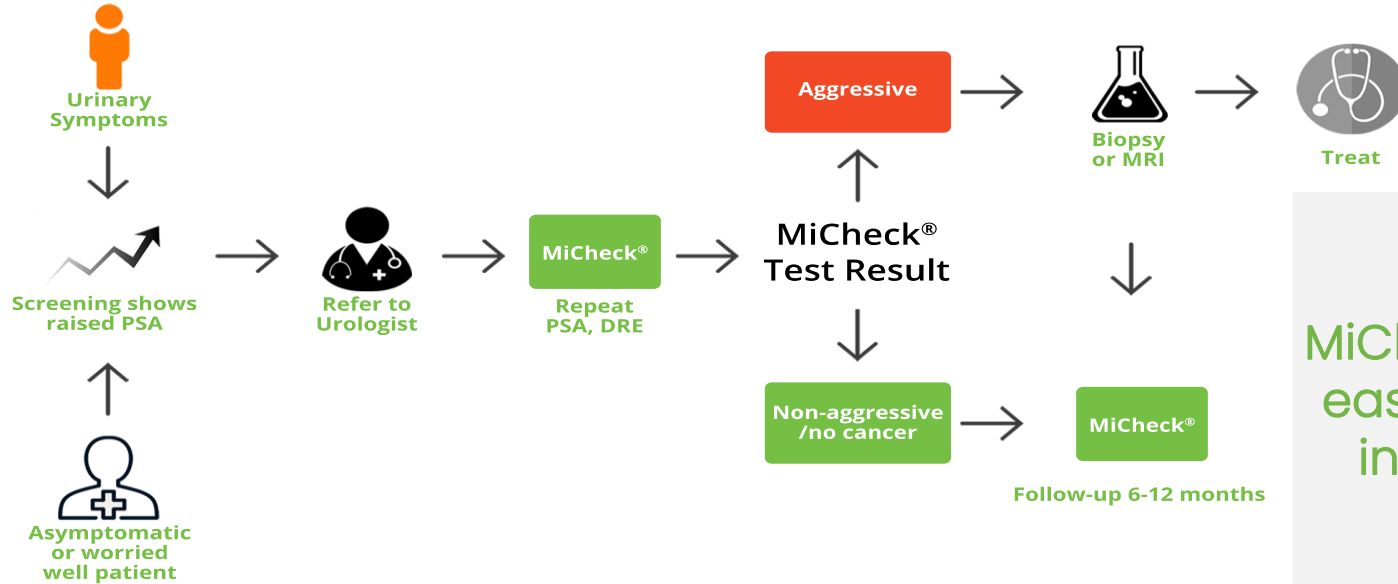 Urinary
Symptoms
Screening shows
raised PSA
Asymptomatic
or worried
well patient
Refer to
Urologist
MiCheck®
Repeat
PSA, DRE
MiCheck®
Test Result
Aggressive
Biopsy
or MRI
Treat
Non-aggressive
/no cancer
MiCheck®
Follow-up 6-12 months
in